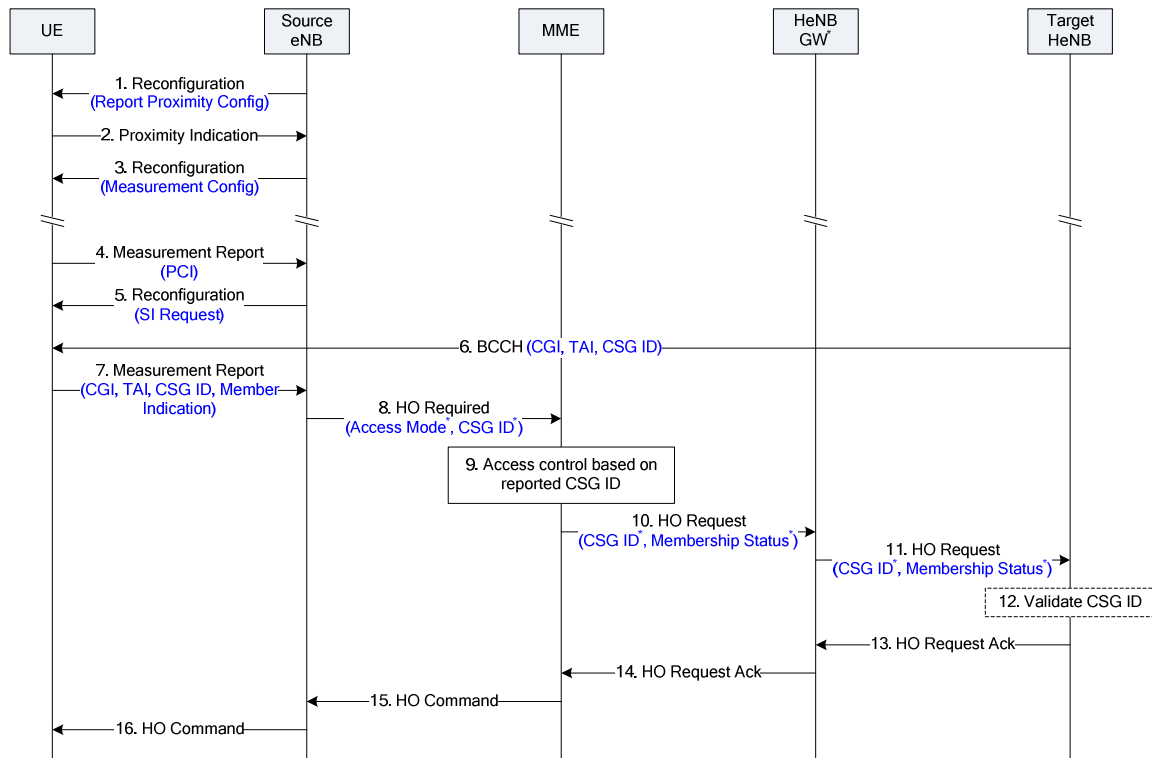 UE
Source
eNB
MME
HeNB
GW*
Target
HeNB
1. Reconfiguration
(Report Proximity Config)
2. Proximity Indication
3. Reconfiguration
(Measurement Config)
4. Measurement Report
(PCI)
5. Reconfiguration
(SI Request)
6. BCCH (CGI, TAI, CSG ID)
7. Measurement Report
(CGI, TAI, CSG ID, Member
Indication)
8. HO Required
(Access Mode*, CSG ID*)
9. Access control based on
reported CSG ID
10. HO Request
(CSG ID*, Membership Status*)
11. HO Request
(CSG ID*, Membership Status*)
12. Validate CSG ID
13. HO Request Ack
14. HO Request Ack
15. HO Command
16. HO Command